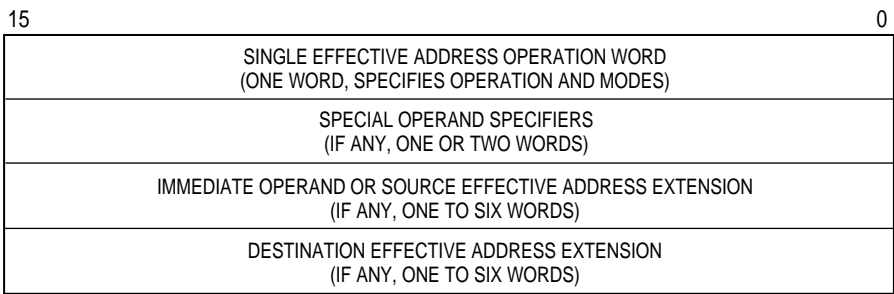 15 0
SINGLE EFFECTIVE ADDRESS OPERATION WORD
(ONE WORD, SPECIFIES OPERATION AND MODES)
SPECIAL OPERAND SPECIFIERS
(IF ANY, ONE OR TWO WORDS)
IMMEDIATE OPERAND OR SOURCE EFFECTIVE ADDRESS EXTENSION
(IF ANY, ONE TO SIX WORDS)
DESTINATION EFFECTIVE ADDRESS EXTENSION
(IF ANY, ONE TO SIX WORDS)